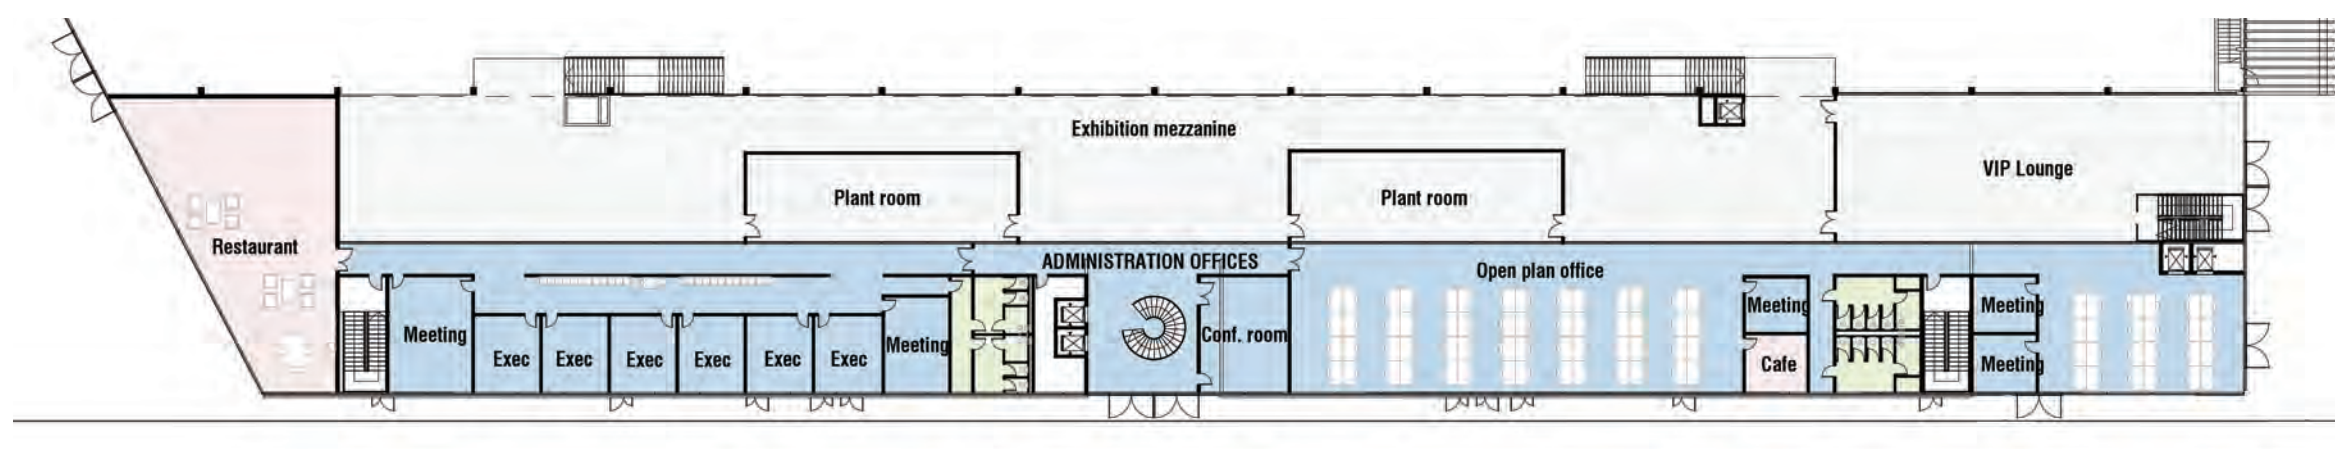 Exhibition mezzanine
VIP Lounge
Plant room
Plant room
Restaurant
ADMINISTRATION OFFICES
Open plan office
Meeting
Exec
Exec
Exec
Exec
Exec
Exec
Meeting
Conf. room
Meeting
Cafe
Meeting
Meeting